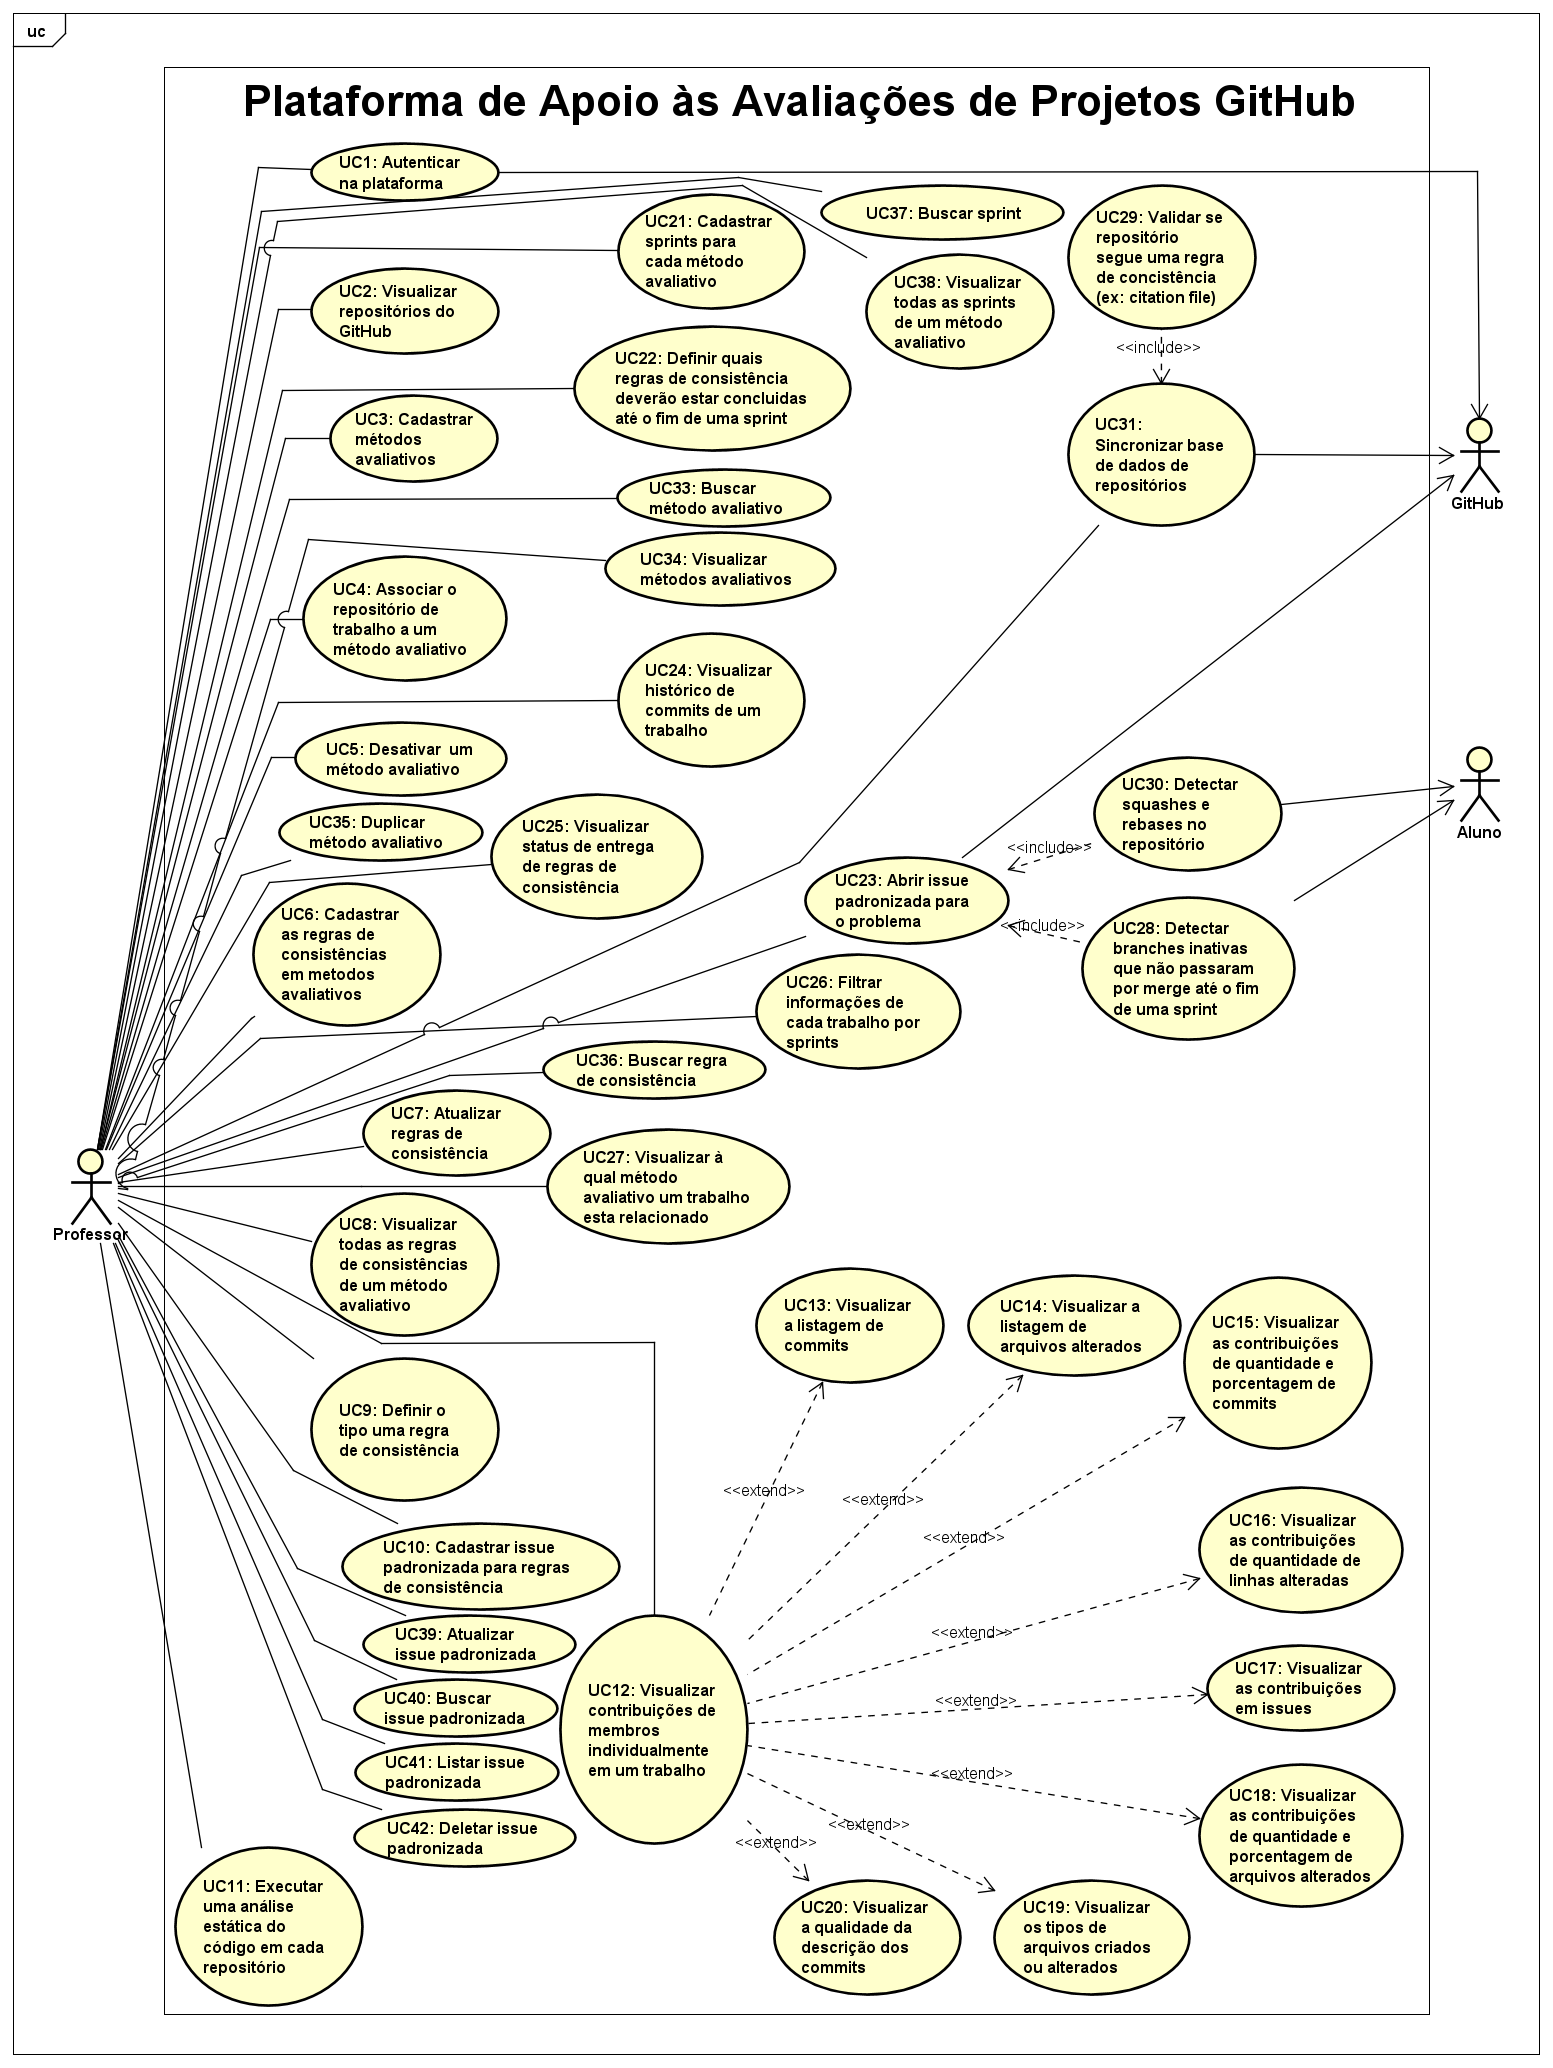 uc
Plataforma de Apoio às Avaliações de Projetos GitHub
UC1: Autenticar
na plataforma
UC37: Buscar sprint
UC21: Cadastrar
sprints para
cada método
avaliativo
UC29: Validar se
repositório
segue uma regra
de concistência
(ex: citation file)
UC38: Visualizar
todas as sprints
de um método
avaliativo
UC2: Visualizar
repositórios do
GitHub
<<include>>
UC22: Definir quais
regras de consistência
deverão estar concluidas
até o fim de uma sprint
UC3: Cadastrar
métodos
avaliativos
UC31:
Sincronizar base
de dados de
repositórios
GitHub
UC33: Buscar
método avaliativo
UC34: Visualizar
métodos avaliativos
UC4: Associar o
repositório de
trabalho a um
método avaliativo
UC24: Visualizar
histórico de
commits de um
trabalho
UC5: Desativar  um
método avaliativo
UC30: Detectar
squashes e
rebases no
repositório
Aluno
UC35: Duplicar
método avaliativo
UC25: Visualizar
status de entrega
de regras de
consistência
<<include>>
UC23: Abrir issue
padronizada para
o problema
<<include>>
UC28: Detectar
branches inativas
que não passaram
por merge até o fim
de uma sprint
UC6: Cadastrar
as regras de
consistências
em metodos
avaliativos
UC26: Filtrar
informações de
cada trabalho por
sprints
UC36: Buscar regra
de consistência
UC7: Atualizar
regras de
consistência
UC27: Visualizar à
qual método
avaliativo um trabalho
esta relacionado
Professor
UC8: Visualizar
todas as regras
de consistências
de um método
avaliativo
UC13: Visualizar
a listagem de
commits
UC14: Visualizar a
listagem de
arquivos alterados
UC15: Visualizar
as contribuições
de quantidade e
porcentagem de
commits
UC9: Definir o
tipo uma regra
de consistência
<<extend>>
<<extend>>
<<extend>>
UC16: Visualizar
as contribuições
de quantidade de
linhas alteradas
UC10: Cadastrar issue
padronizada para regras
de consistência
<<extend>>
UC39: Atualizar
issue padronizada
UC17: Visualizar
as contribuições
em issues
<<extend>>
UC40: Buscar
issue padronizada
UC12: Visualizar
contribuições de
membros
individualmente
em um trabalho
UC41: Listar issue
padronizada
<<extend>>
UC18: Visualizar
as contribuições
de quantidade e
porcentagem de
arquivos alterados
UC42: Deletar issue
padronizada
<<extend>>
<<extend>>
UC11: Executar
uma análise
estática do
código em cada
repositório
UC20: Visualizar
a qualidade da
descrição dos
commits
UC19: Visualizar
os tipos de
arquivos criados
ou alterados